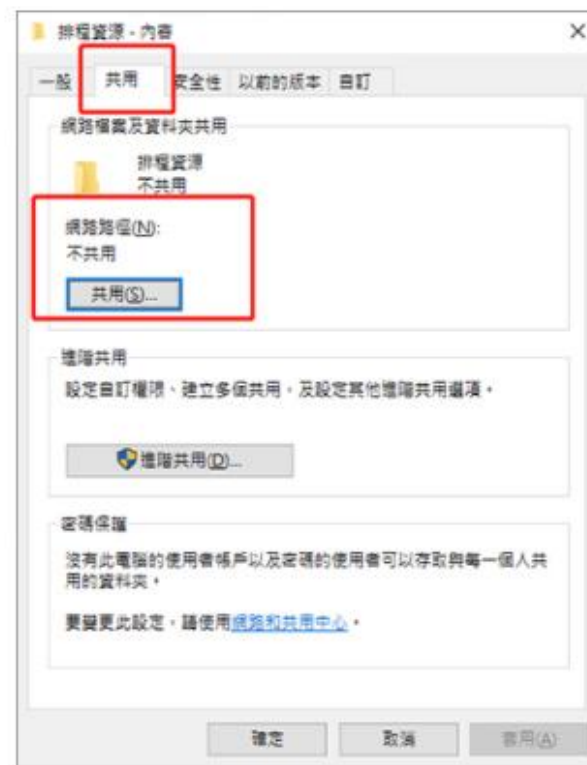 排程資源 - 內容
一般
共用
安全性
以前的版本
自訂
網路檔案及資料夾共用
排程資源
不共用
網路路徑(N):
不共用
共用(S)...
進階共用
設定自訂權限、建立多個共用，及設定其他進階共用選項。
進階共用(D)...
密碼保護
沒有此電腦的使用者帳戶以及密碼的使用者可以存取與每一個人共
用的資料夾。
要變更此設定，請使用網路和共用中心。
確定
取消
套用(A)